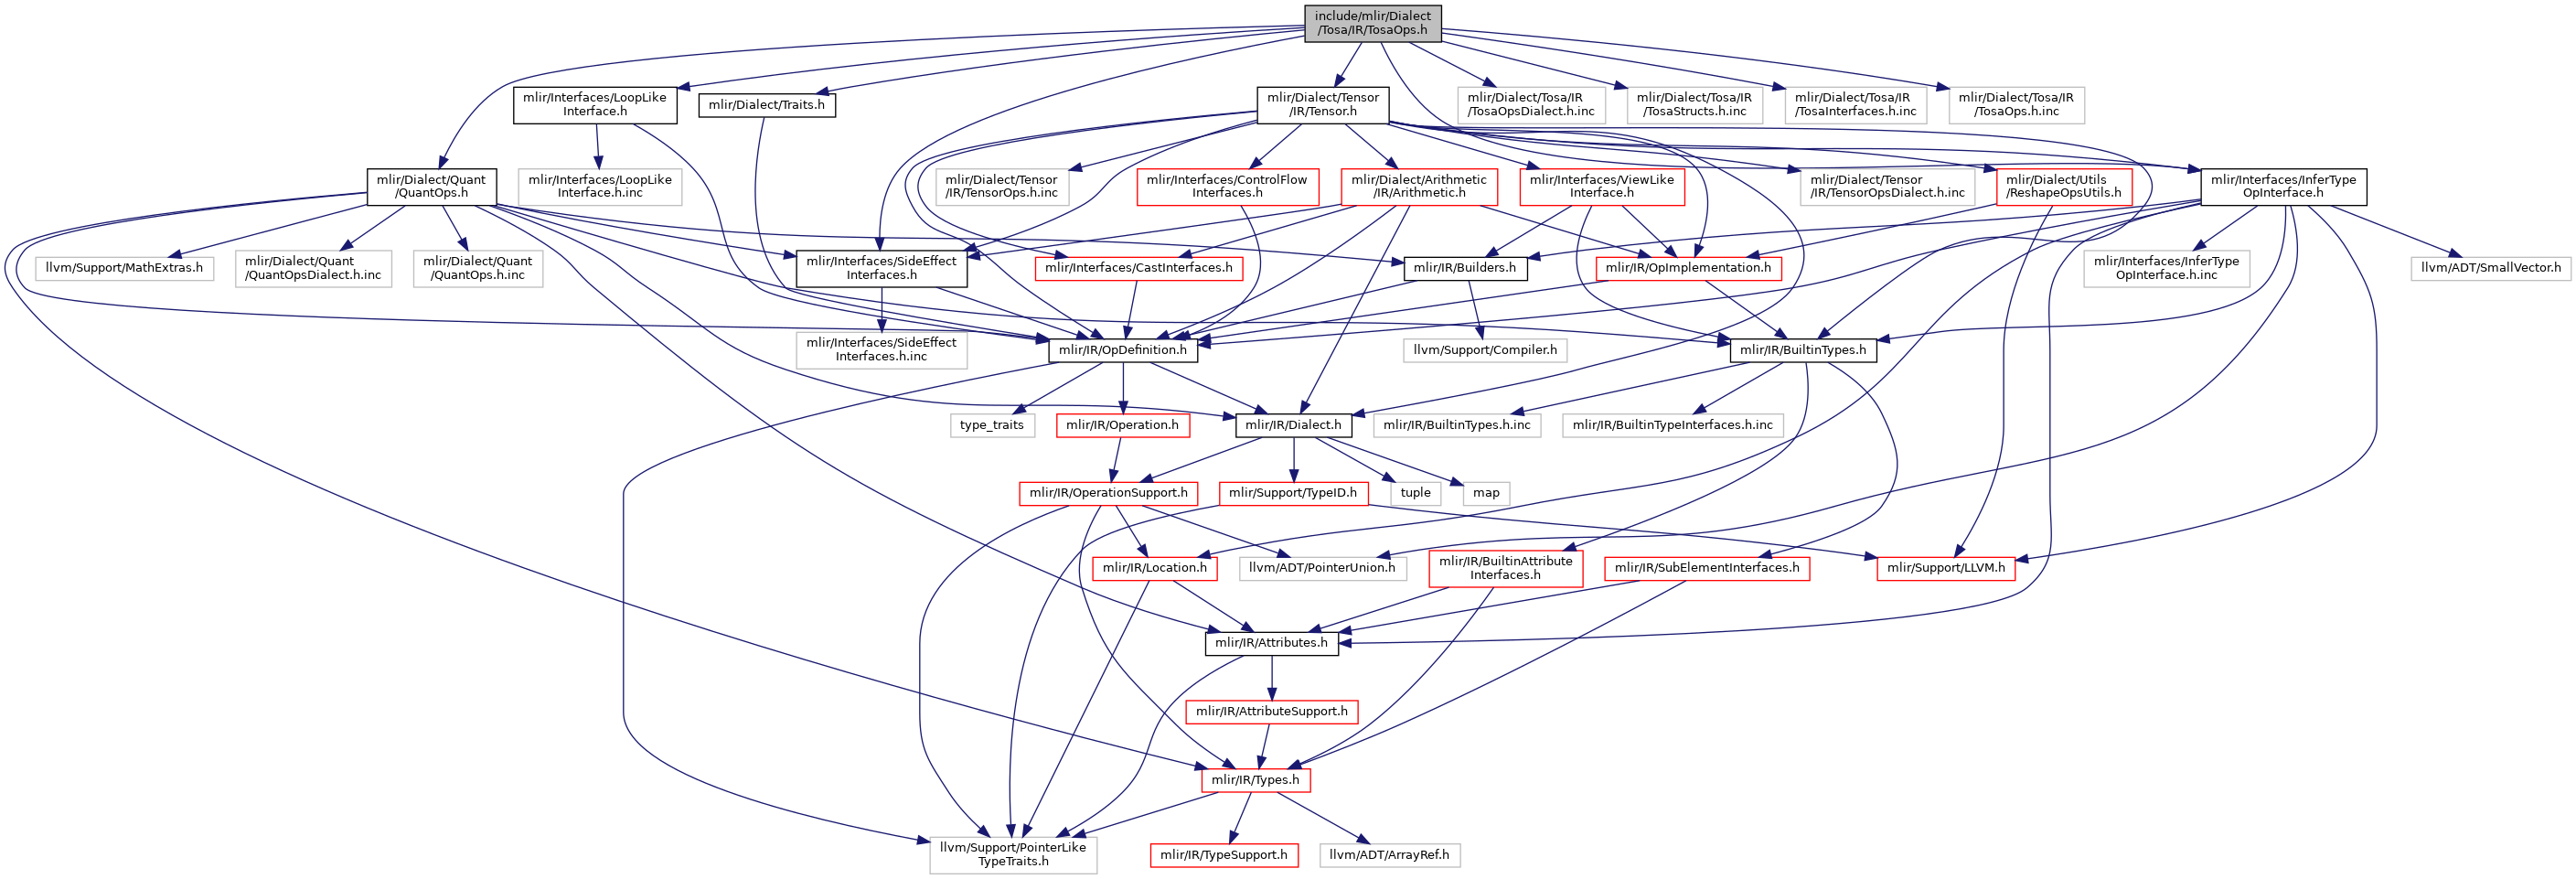 include/mlir/Dialect
/Tosa/IR/TosaOps.h
mlir/Interfaces/LoopLike
Interface.h
mlir/Dialect/Traits.h
mlir/Dialect/Tensor
/IR/Tensor.h
mlir/Dialect/Tosa/IR
/TosaOpsDialect.h.inc
mlir/Dialect/Tosa/IR
/TosaStructs.h.inc
mlir/Dialect/Tosa/IR
/TosaInterfaces.h.inc
mlir/Dialect/Tosa/IR
/TosaOps.h.inc
mlir/Dialect/Quant
/QuantOps.h
mlir/Interfaces/LoopLike
Interface.h.inc
mlir/Dialect/Tensor
/IR/TensorOps.h.inc
mlir/Interfaces/ControlFlow
Interfaces.h
mlir/Dialect/Arithmetic
/IR/Arithmetic.h
mlir/Interfaces/ViewLike
Interface.h
mlir/Dialect/Tensor
/IR/TensorOpsDialect.h.inc
mlir/Dialect/Utils
/ReshapeOpsUtils.h
mlir/Interfaces/InferType
OpInterface.h
llvm/Support/MathExtras.h
mlir/Dialect/Quant
/QuantOpsDialect.h.inc
mlir/Dialect/Quant
/QuantOps.h.inc
mlir/Interfaces/SideEffect
Interfaces.h
mlir/Interfaces/CastInterfaces.h
mlir/IR/Builders.h
mlir/IR/OpImplementation.h
mlir/Interfaces/InferType
OpInterface.h.inc
llvm/ADT/SmallVector.h
mlir/Interfaces/SideEffect
Interfaces.h.inc
mlir/IR/OpDefinition.h
llvm/Support/Compiler.h
mlir/IR/BuiltinTypes.h
type_traits
mlir/IR/Operation.h
mlir/IR/Dialect.h
mlir/IR/BuiltinTypes.h.inc
mlir/IR/BuiltinTypeInterfaces.h.inc
mlir/IR/OperationSupport.h
mlir/Support/TypeID.h
tuple
map
mlir/IR/Location.h
llvm/ADT/PointerUnion.h
mlir/IR/BuiltinAttribute
Interfaces.h
mlir/IR/SubElementInterfaces.h
mlir/Support/LLVM.h
mlir/IR/Attributes.h
mlir/IR/AttributeSupport.h
mlir/IR/Types.h
llvm/Support/PointerLike
TypeTraits.h
mlir/IR/TypeSupport.h
llvm/ADT/ArrayRef.h